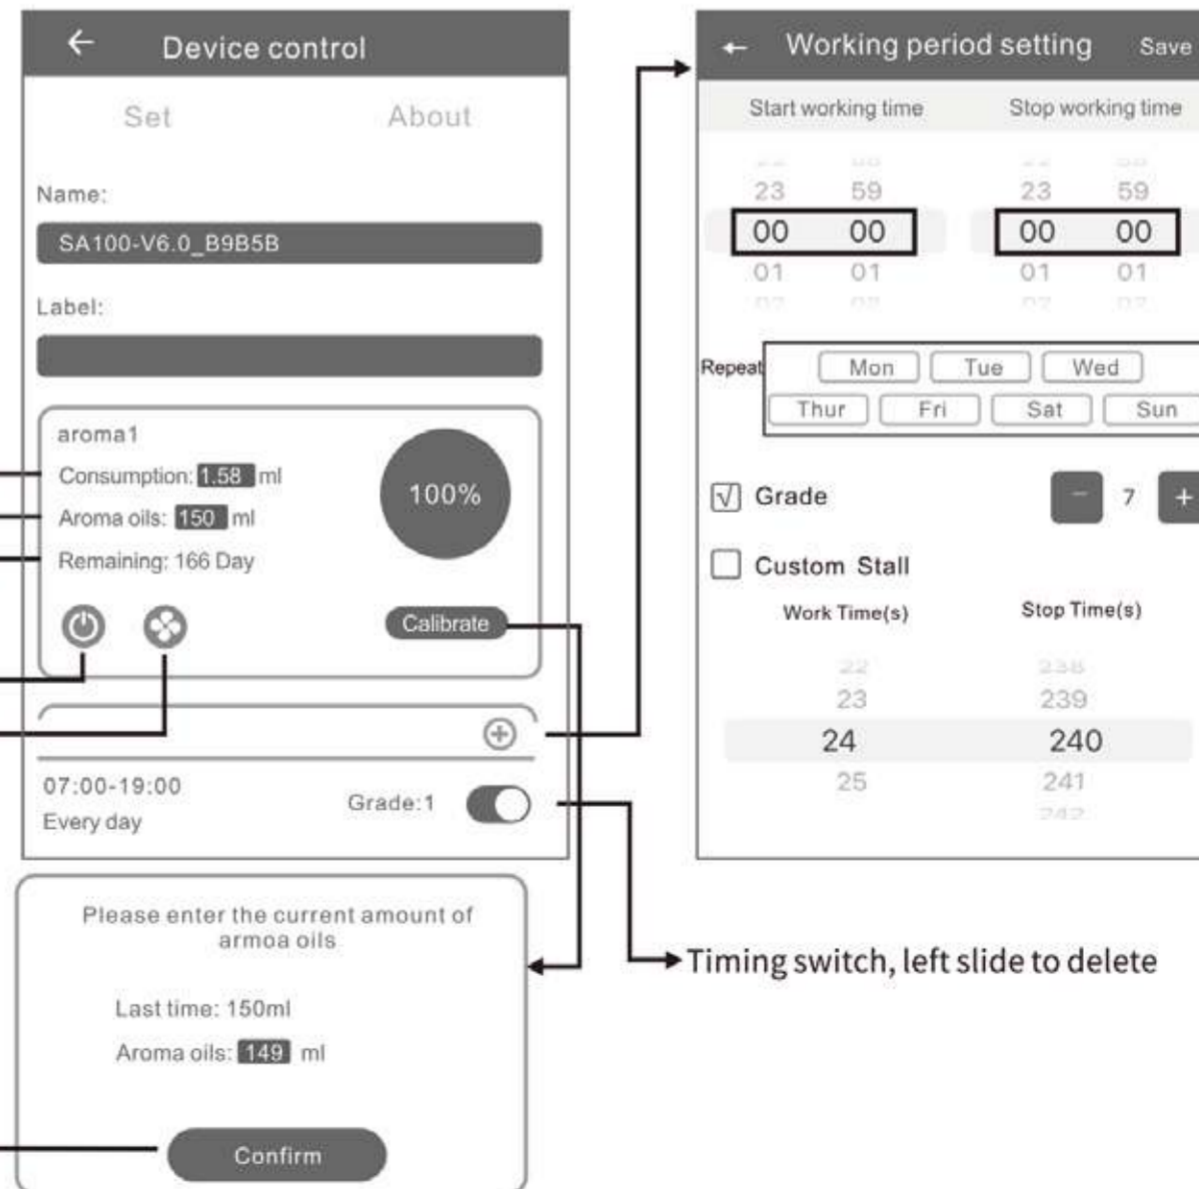 Device control
Set About
Name:
SA100-V6.0_B9B5B
Label:
aroma1
Consumption: 1.58 ml
Aroma oils: 150 ml
Remaining: 166 Day
100%
Calibrate
07:00-19:00
Every day
Grade:1
Please enter the current amount of
armoa oils
Last time: 150ml
Aroma oils: 149 ml
Confirm
Working period setting Save
Start working time Stop working time
23 59 23 59
00 00 00 00
01 01 01 01
Repeat
Mon Tue Wed
Thur Fri Sat Sun
Grade - 7 +
Custom Stall
Work Time(s) Stop Time(s)
22 238
23 239
24 240
25 241
242
Timing switch, left slide to delete